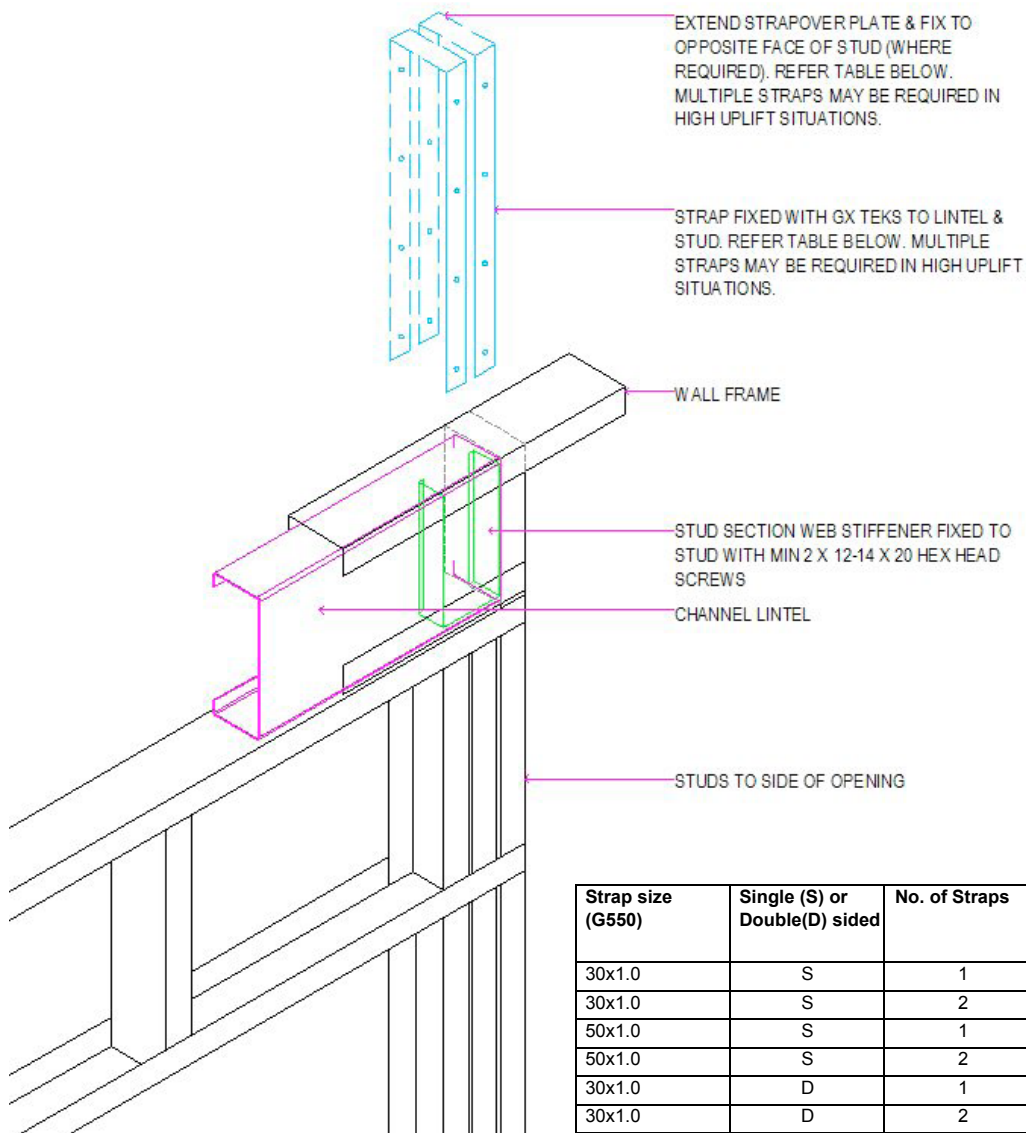 EXTEND STRAPOVER PLATE & FIX TO
OPPOSITE FACE OF STUD (WHERE
REQUIRED). REFER TABLE BELOW.
MULTIPLE STRAPS MAY BE REQUIRED IN
HIGH UPLIFT SITUATIONS.
STRAP FIXED WITH GX TEKS TO LINTEL &
STUD. REFER TABLE BELOW. MULTIPLE
STRAPS MAY BE REQUIRED IN HIGH UPLIFT
SITUATIONS.
WALL FRAME
STUD SECTION WEB STIFFENER FIXED TO
STUD WITH MIN 2 X 12-14 X 20 HEX HEAD
SCREWS
CHANNEL LINTEL
STUDS TO SIDE OF OPENING
Strap size (G550) Single (S) or Double(D) sided No. of Straps
30x1.0 S 1
30x1.0 S 2
50x1.0 S 1
50x1.0 S 2
30x1.0 D 1
30x1.0 D 2